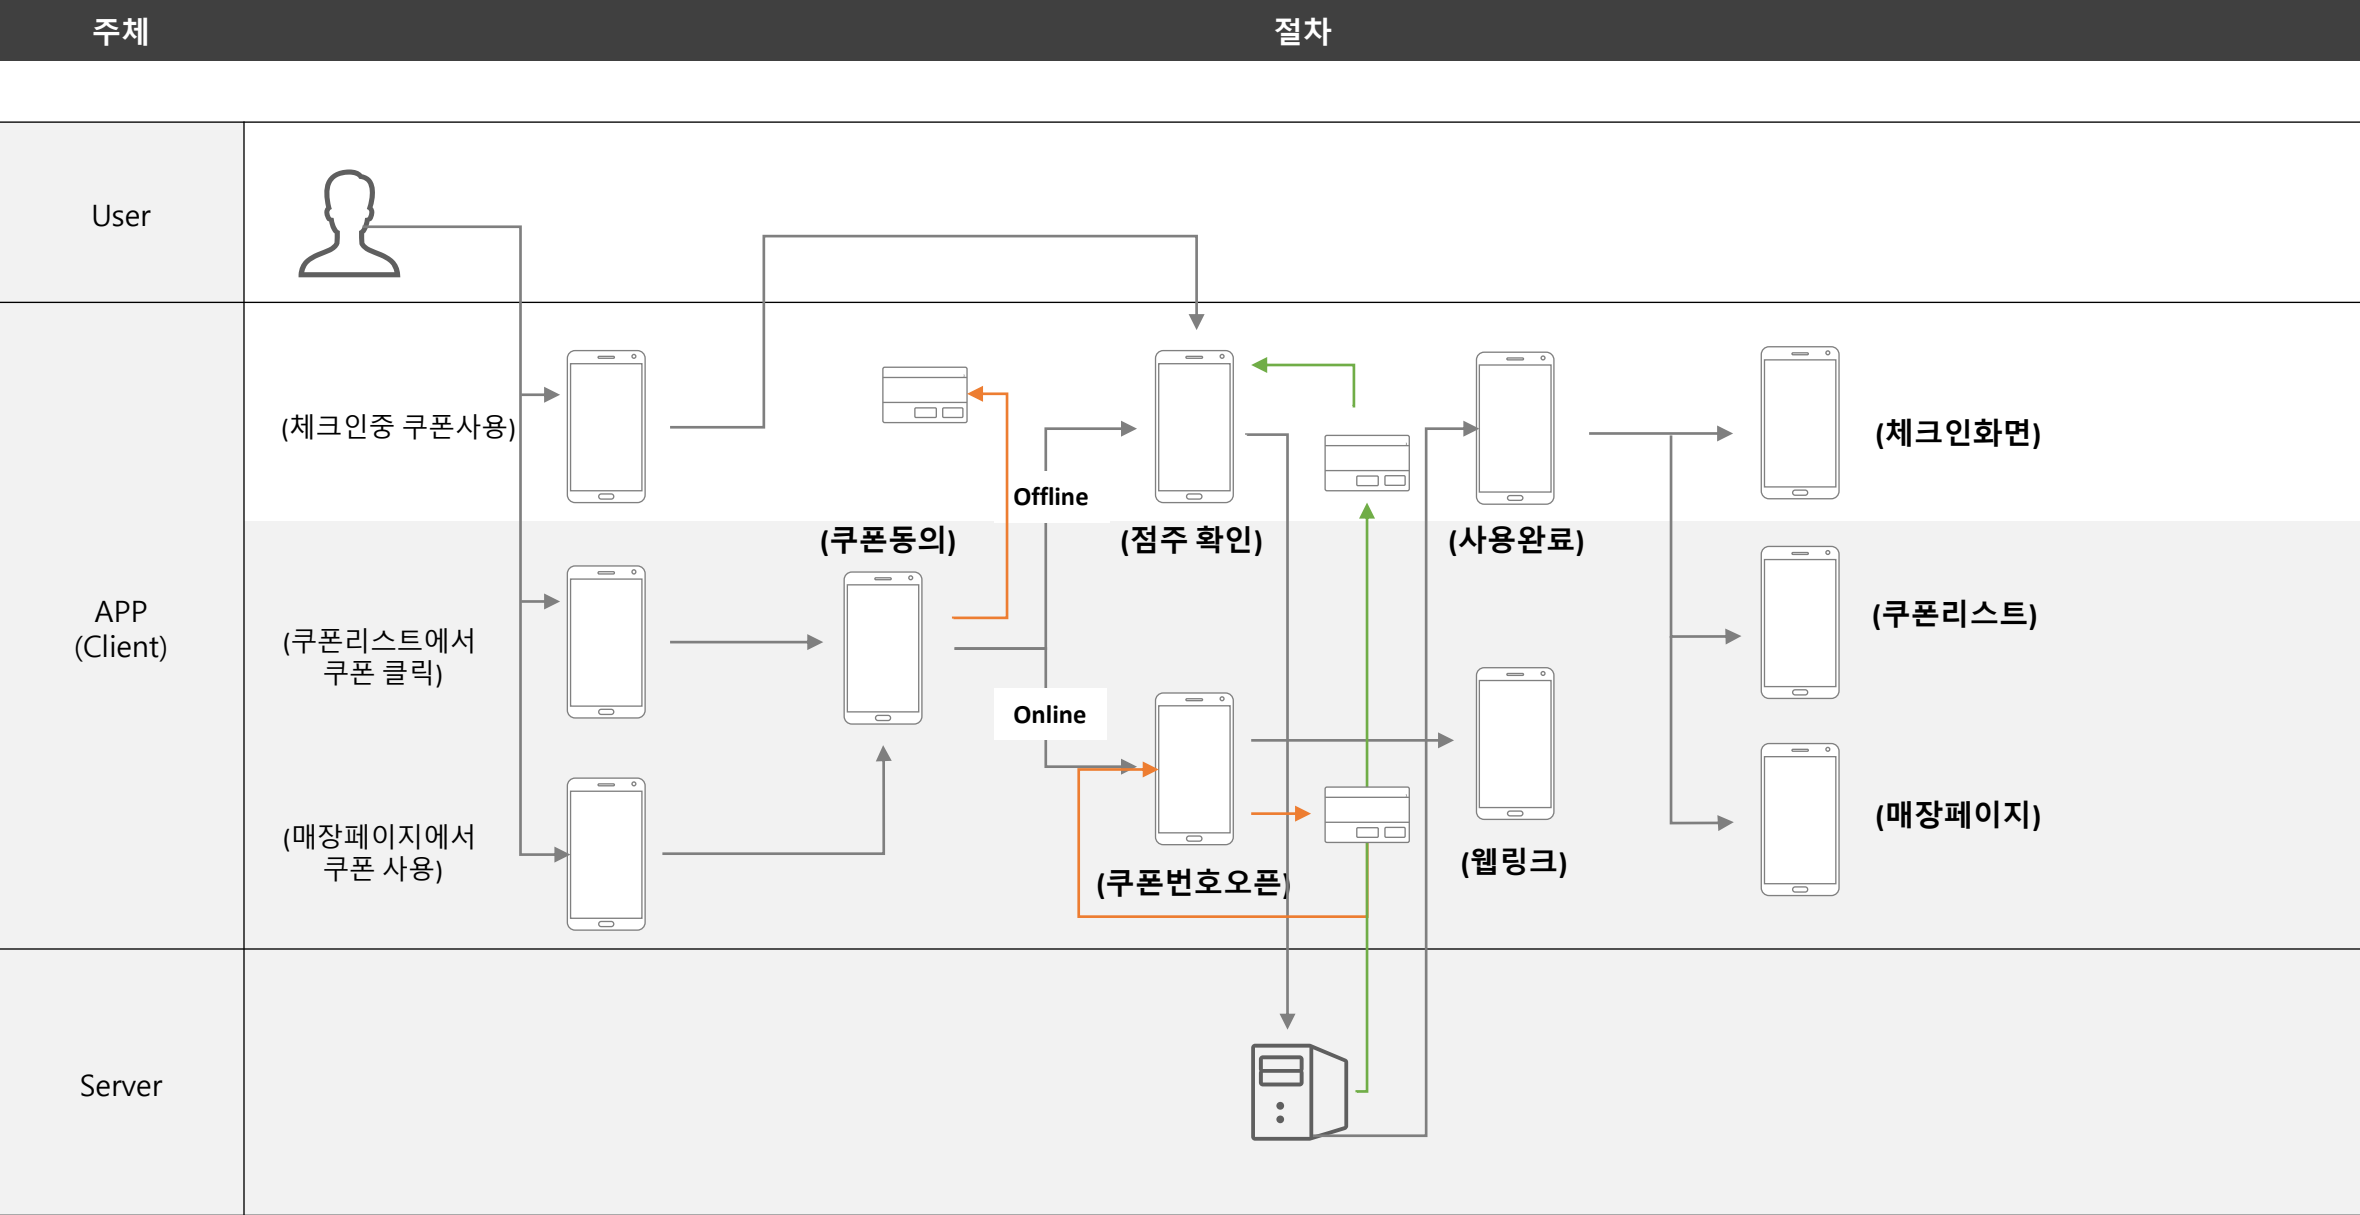 주체
절차
User
(체크인중 쿠폰사용)
Offline
(체크인화면)
(쿠폰동의)
(점주 확인)
(사용완료)
APP
(Client)
(쿠폰리스트에서
쿠폰 클릭)
(쿠폰리스트)
Online
(매장페이지에서
쿠폰 사용)
(쿠폰번호오픈)
(웹링크)
(매장페이지)
Server